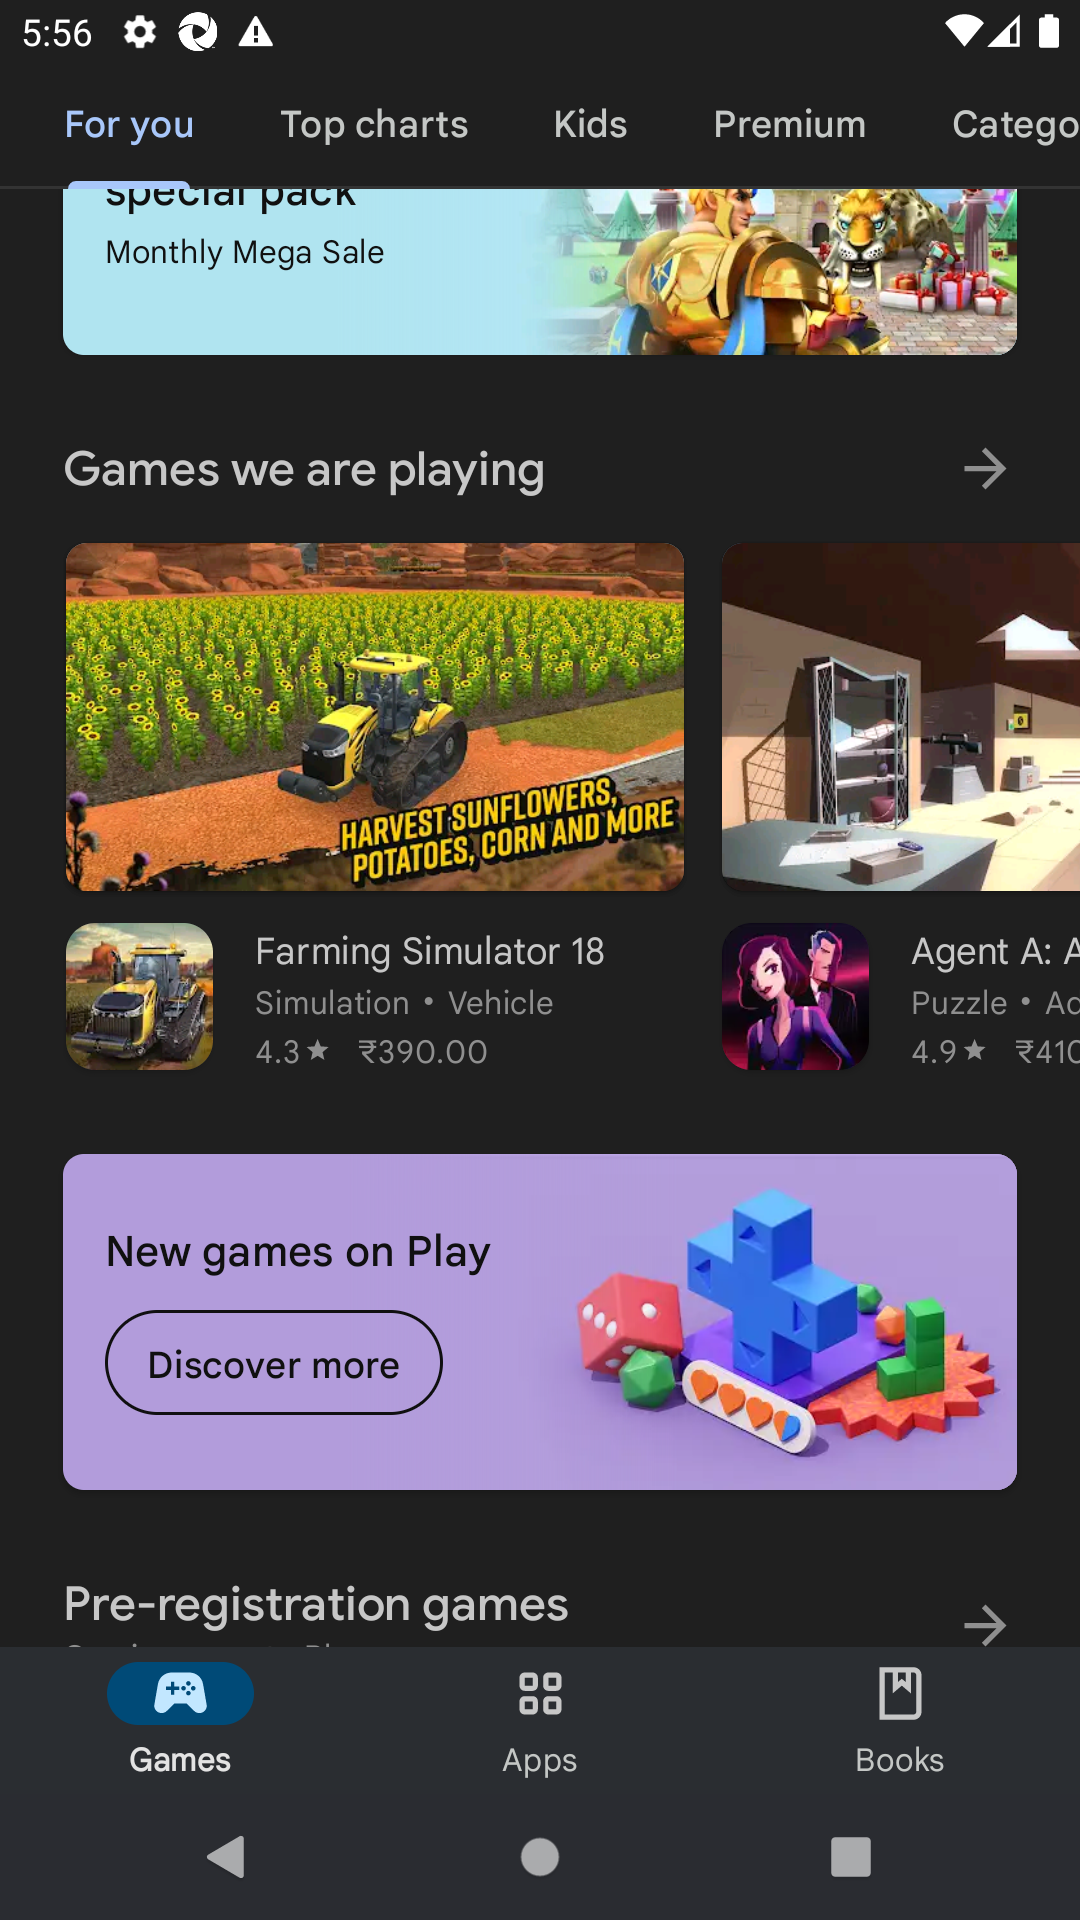 5:56
For you Top charts Kids Premium Catego
special pack
Monthly Mega Sale
Games we are playing
HARVEST SUNFLOWERS,
POTATOES, CORN AND MORE
Farming Simulator 18
Simulation • Vehicle
4.3★ ₹390.00
Agent A: A
Puzzle • Ad
4.9★ ₹410
New games on Play
Discover more
Pre-registration games
Games Apps Books